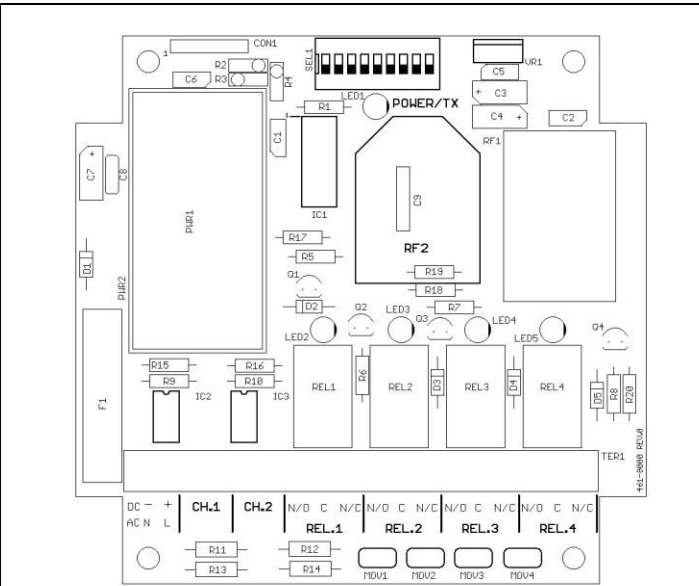 CON1
SEL1
VR1
R2
C6
R3
R4
C5
LED1
POWER/TX
R1
C3
C4
C2
C1
RF1
C7
C8
IC1
C9
PWR1
R17
R5
RF2
D1
PWR2
R19
R18
Q1
D2
R7
Q2
LED3
Q3
LED4
Q4
LED2
LED5
R15
R16
R9
R10
R6
REL1
REL2
D3
REL3
D4
REL4
D5
R8
R20
IC2
IC3
F1
TER1
461-0000 REV.0
DC - + CH.1 CH.2 N/O C N/C N/O C N/C N/O C N/C N/O C N/C
AC N L REL.1 REL.2 REL.3 REL.4
R11
R12
R13
R14
MOV1
MOV2
MOV3
MOV4